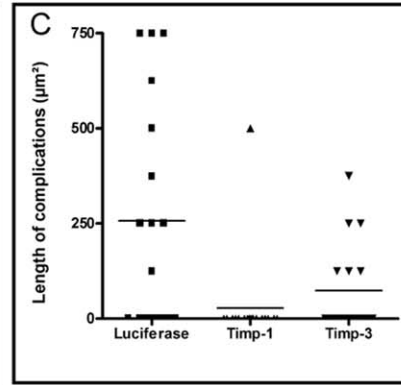 C
Length of complications (µm²)
750
500
250
0
Luciferase Timp-1 Timp-3